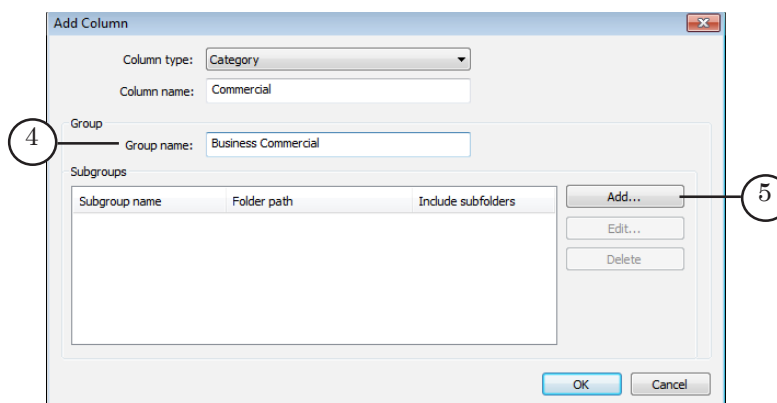 Add Column
Column type: Category
Column name: Commercial
Group
4 Group name: Business Commercial
Subgroups
Subgroup name Folder path Include subfolders
Add... 5
Edit...
Delete
OK Cancel